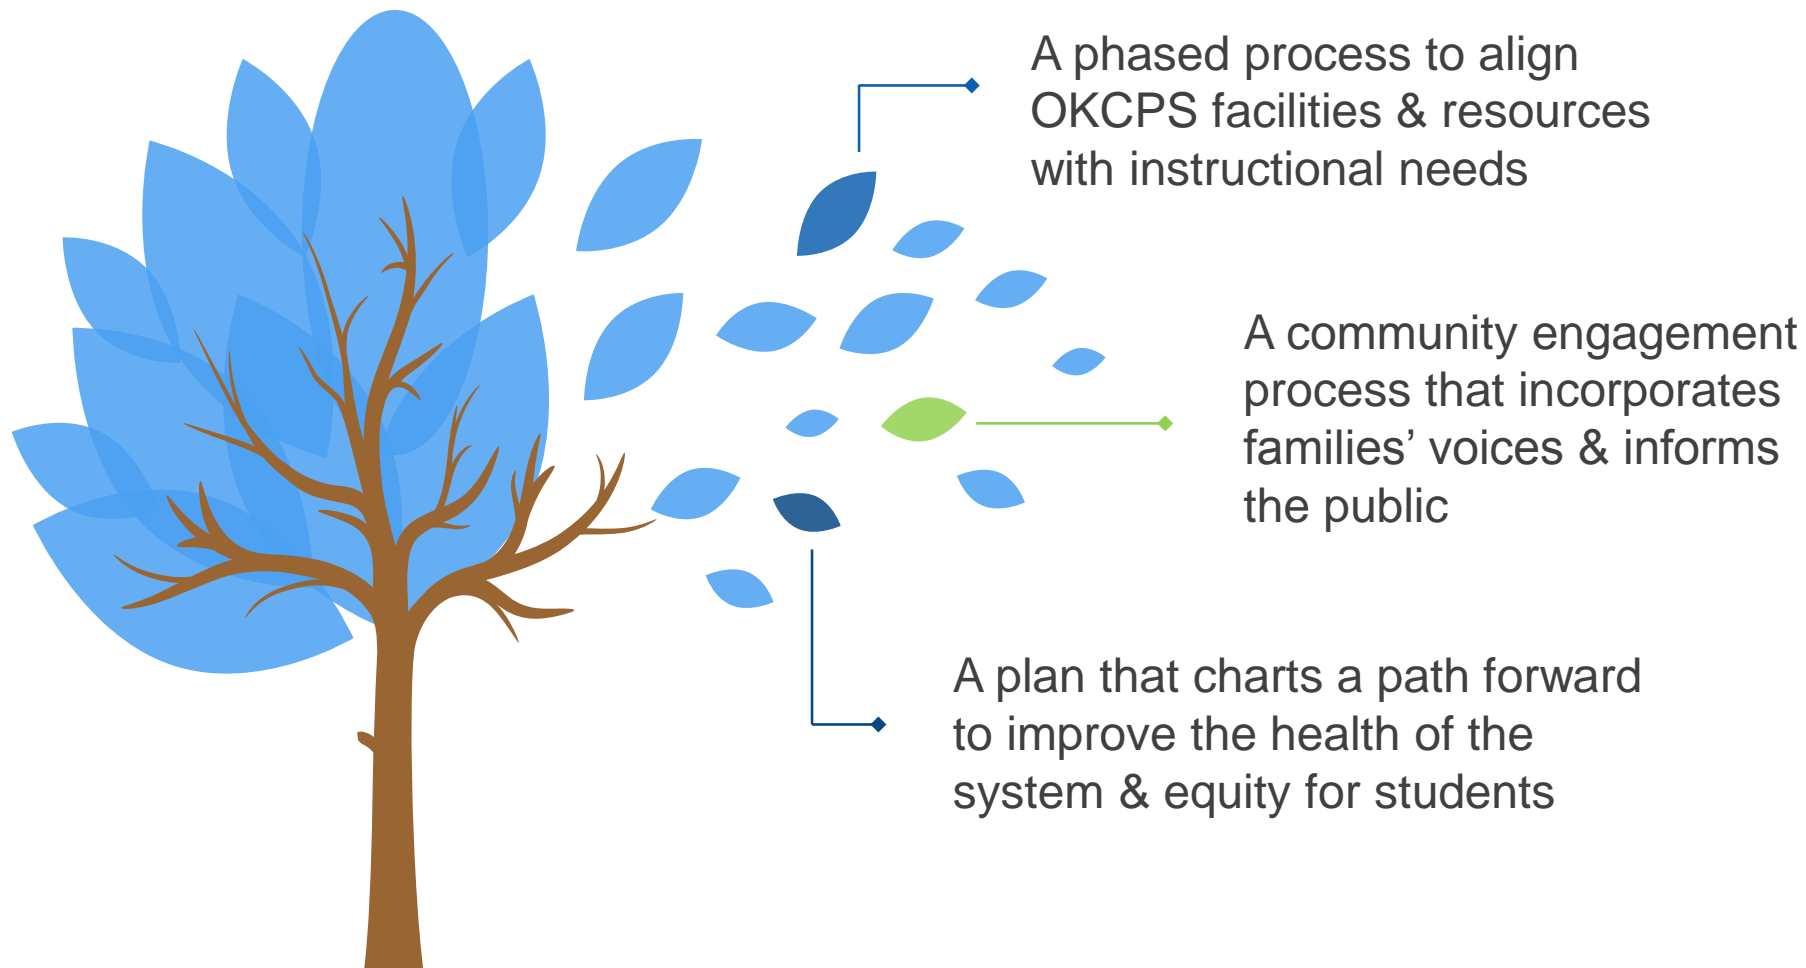 A phased process to align
OKCPS facilities & resources
with instructional needs
A community engagement
process that incorporates
families’ voices & informs
the public
A plan that charts a path forward
to improve the health of the
system & equity for students